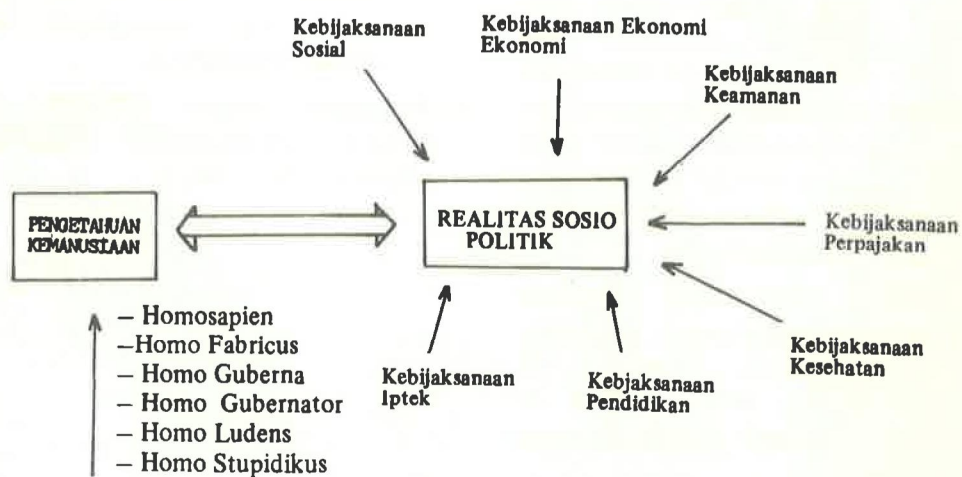 Kebijaksanaan
Sosial
Kebijaksanaan Ekonomi
Ekonomi
Kebijaksanaan
Keamanan
PENGETAHUAN
KEMANUSIAAN
REALITAS SOSIO
POLITIK
Kebijaksanaan
Perpajakan
– Homosapien
–Homo Fabricus
– Homo Guberna
– Homo Gubernator
– Homo Ludens
– Homo Stupidikus
Kebijaksanaan
Iptek
Kebjaksanaan
Pendidikan
Kebijaksanaan
Kesehatan